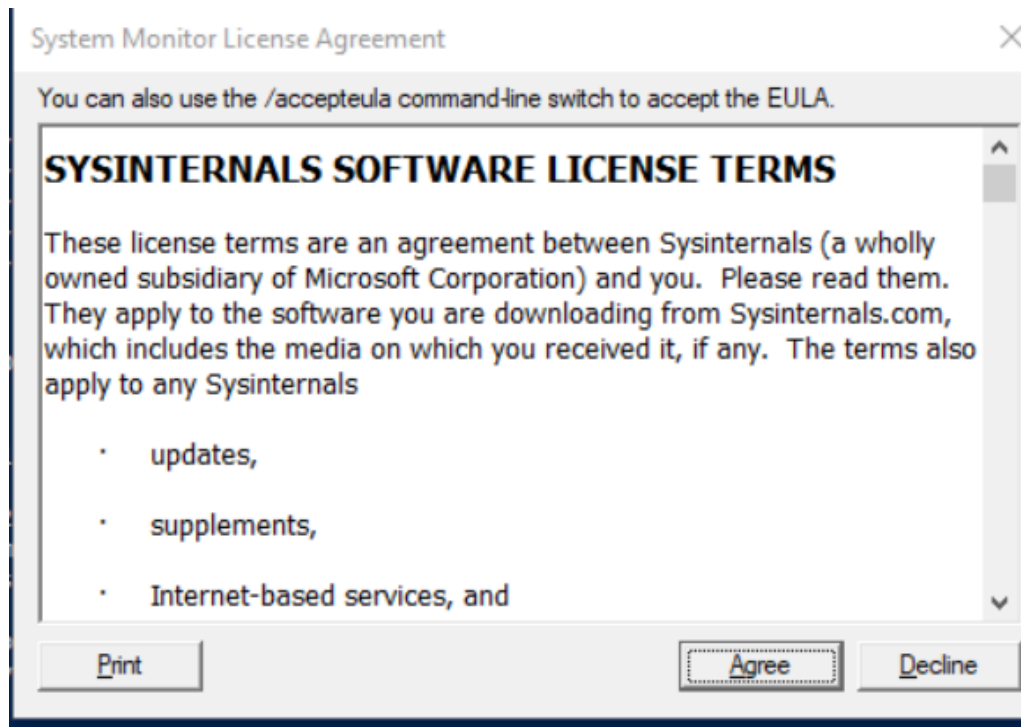 System Monitor License Agreement
You can also use the /accepteula command-line switch to accept the EULA.
SYSINTERNALS SOFTWARE LICENSE TERMS
These license terms are an agreement between Sysinternals (a wholly
owned subsidiary of Microsoft Corporation) and you.  Please read them.
They apply to the software you are downloading from Sysinternals.com,
which includes the media on which you received it, if any.  The terms also
apply to any Sysinternals
· updates,
· supplements,
· Internet-based services, and
Print
Agree
Decline